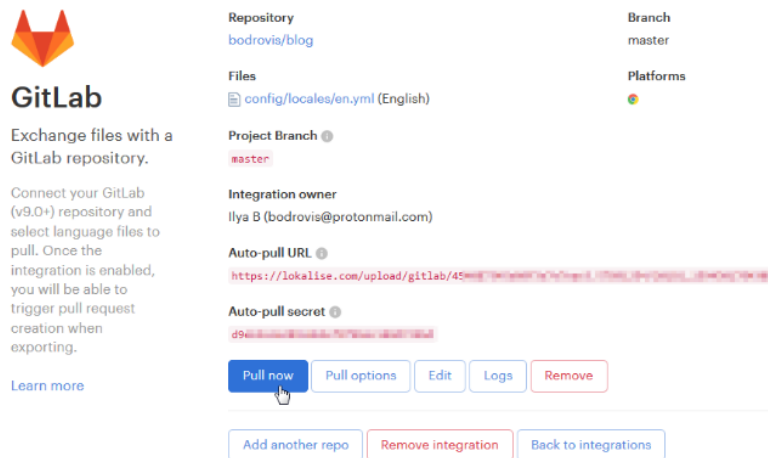 GitLab
Exchange files with a
GitLab repository.
Connect your GitLab
(v9.0+) repository and
select language files to
pull. Once the
integration is enabled,
you will be able to
trigger pull request
creation when
exporting.
Learn more
Repository
bodrovis/blog
Branch
master
Files
config/locales/en.yml (English)
Platforms
Project Branch
master
Integration owner
Ilya B (bodrovis@protonmail.com)
Auto-pull URL
https://lokalise.com/upload/gitlab/45
Auto-pull secret
d9
Pull now
Pull options
Edit
Logs
Remove
Add another repo
Remove integration
Back to integrations